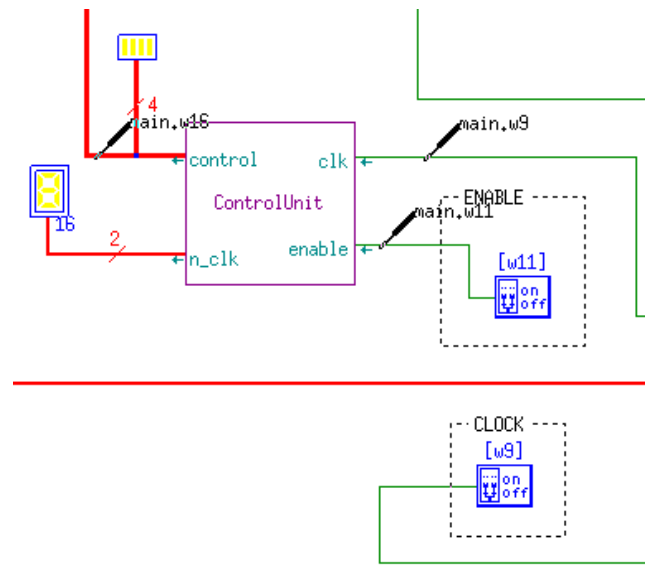 4
main.w16
main.w9
control
clk
ControlUnit
ENABLE
main.w11
16
2
n_clk
enable
[w11]
on
off
CLOCK
[w9]
on
off